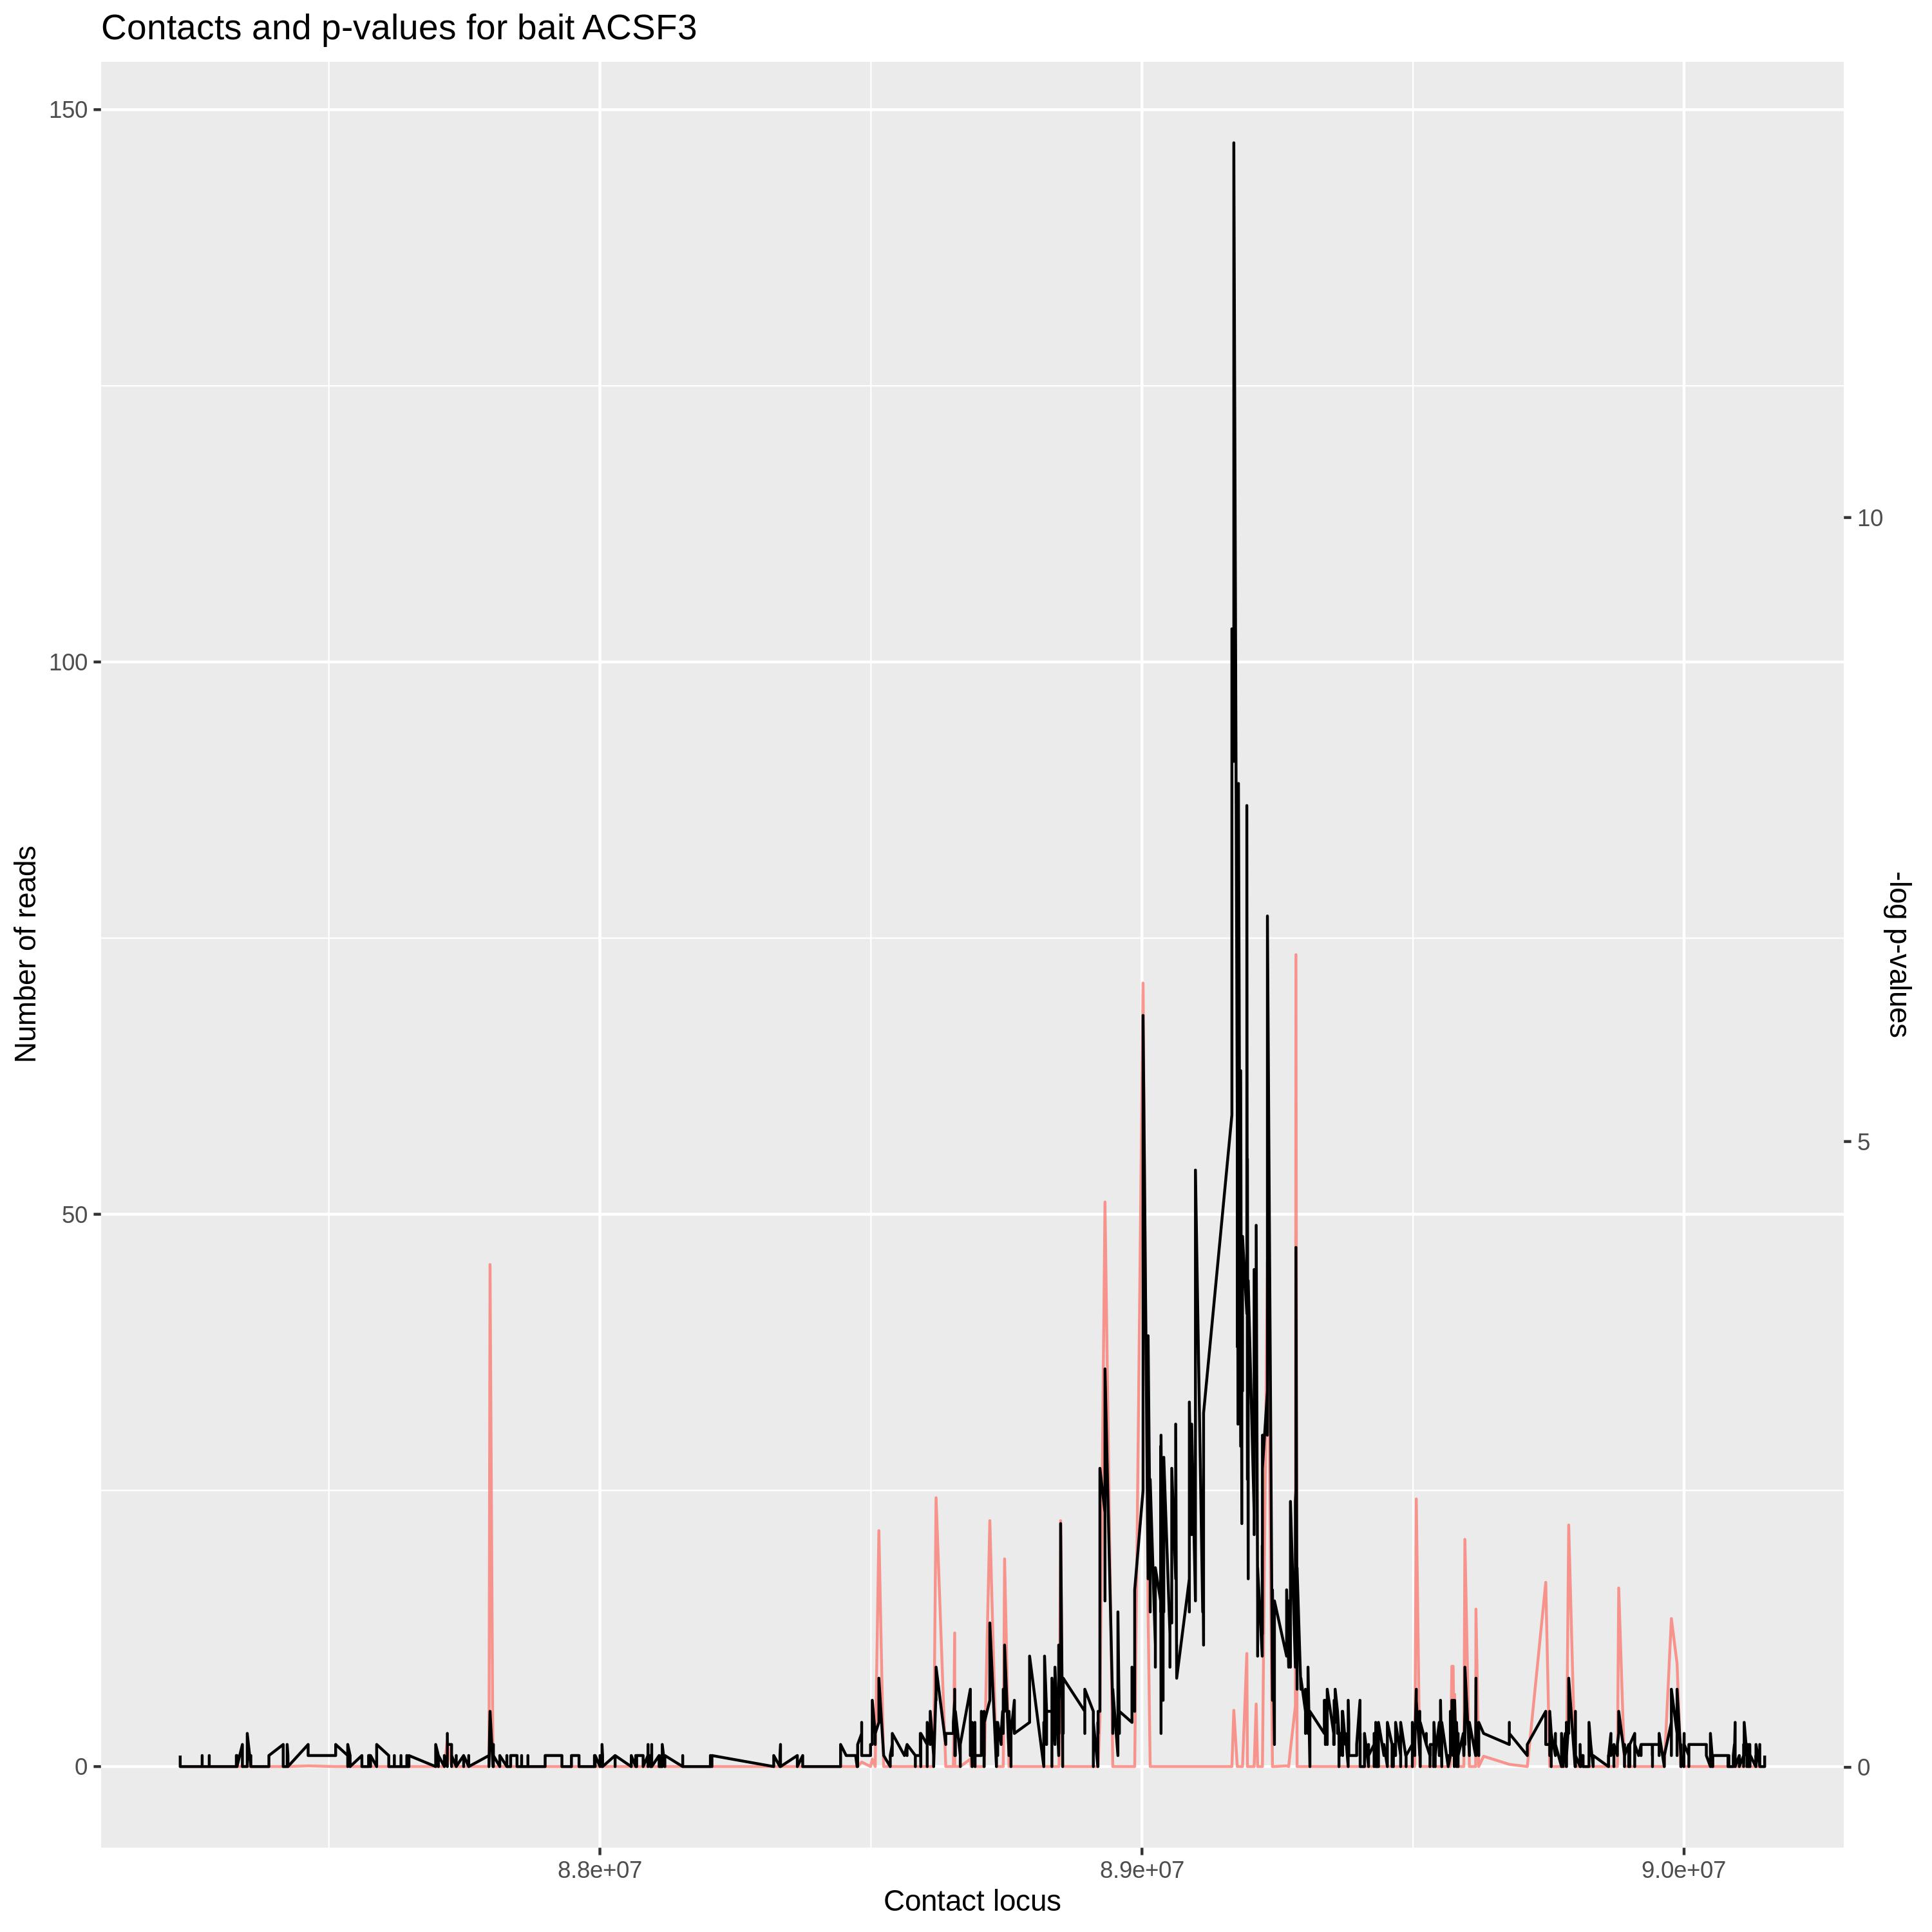 Contacts and p-values for bait ACSF3
150
100
50
0
10
5
0
Number of reads
-log p-values
8.8e+07
8.9e+07
9.0e+07
Contact locus